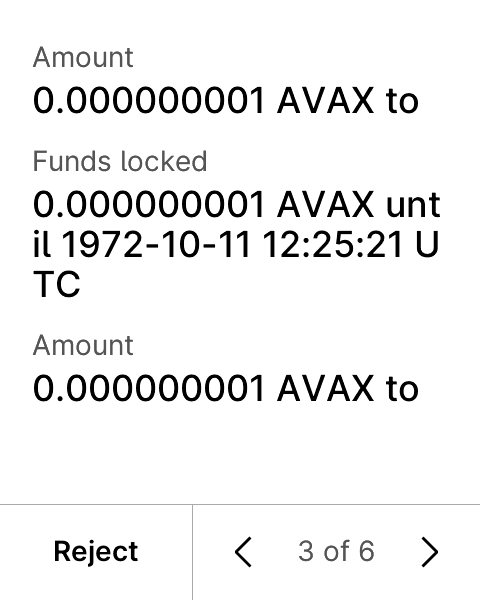 Amount
0.000000001 AVAX to
Funds locked
0.000000001 AVAX unt
il 1972-10-11 12:25:21 U
TC
Amount
0.000000001 AVAX to
Reject
3 of 6